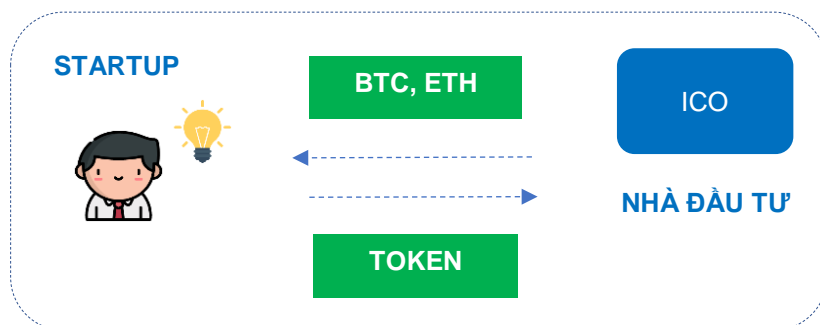 STARTUP
BTC, ETH
ICO
NHÀ ĐẦU TƯ
TOKEN